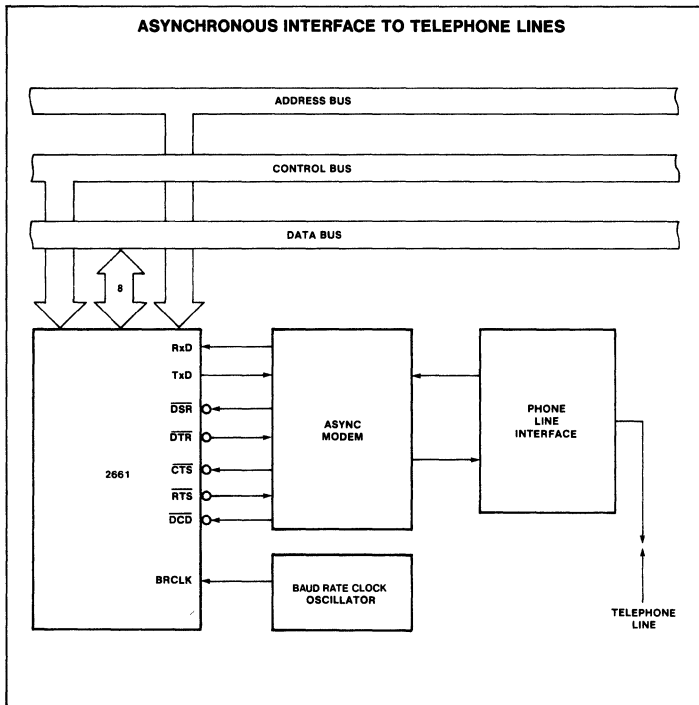 ASYNCHRONOUS INTERFACE TO TELEPHONE LINES
ADDRESS BUS
CONTROL BUS
DATA BUS
8
RxD
TxD
DSR
DTR
CTS
RTS
DCD
BRCLK
2661
ASYNC
MODEM
PHONE
LINE
INTERFACE
BAUD RATE CLOCK
OSCILLATOR
TELEPHONE
LINE